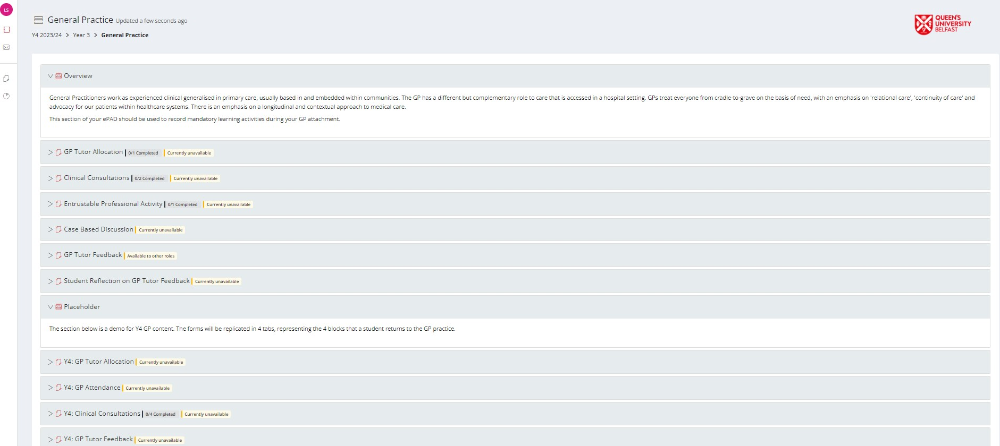 LS
General Practice Updated a few seconds ago
QUEEN'S
UNIVERSITY
BELFAST
Y4 2023/24 > Year 3 > General Practice
Overview
General Practitioners work as experienced clinical generalised in primary care, usually based in and embedded within communities. The GP has a different but complementary role to care that is accessed in a hospital setting. GPs treat everyone from cradle-to-grave on the basis of need, with an emphasis on 'relational care', 'continuity of care' and
advocacy for our patients within healthcare systems. There is an emphasis on a longitudinal and contextual approach to medical care.
This section of your ePAD should be used to record mandatory learning activities during your GP attachment.
GP Tutor Allocation 0/1 Completed Currently unavailable
Clinical Consultations 0/2 Completed Currently unavailable
Entrustable Professional Activity 0/1 Completed Currently unavailable
Case Based Discussion Currently unavailable
GP Tutor Feedback Available to other roles
Student Reflection on GP Tutor Feedback Currently unavailable
Placeholder
The section below is a demo for Y4 GP content. The forms will be replicated in 4 tabs, representing the 4 blocks that a student returns to the GP practice.
Y4: GP Tutor Allocation Currently unavailable
Y4: GP Attendance Currently unavailable
Y4: Clinical Consultations 0/4 Completed Currently unavailable
Y4: GP Tutor Feedback Currently unavailable